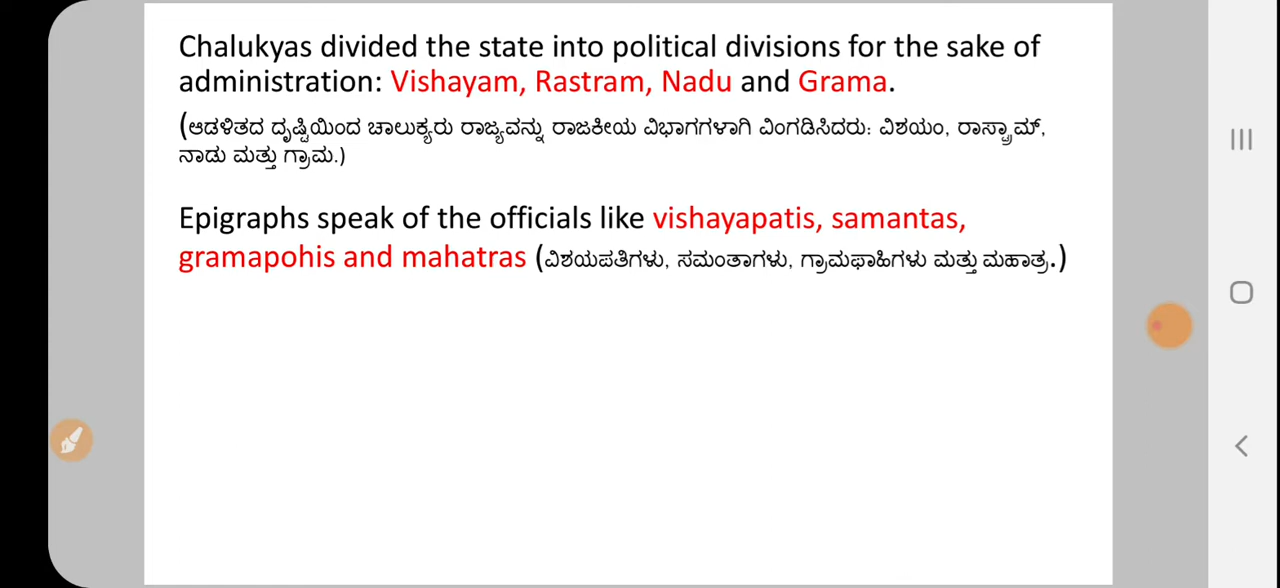 Chalukyas divided the state into political divisions for the sake of
administration: Vishayam, Rastram, Nadu and Grama.
(ಆಡಳಿತದ ದೃಷ್ಟಿಯಿಂದ ಚಾಲುಕ್ಯರು ರಾಜ್ಯವನ್ನು ರಾಜಕೀಯ ವಿಭಾಗಗಳಾಗಿ ವಿಂಗಡಿಸಿದರು: ವಿಶಯಂ, ರಾಸ್ಟ್ರಾಮ್,
ನಾಡು ಮತ್ತು ಗ್ರಾಮ.)
Epigraphs speak of the officials like vishayapatis, samantas,
gramapohis and mahatras (ವಿಶಯಪತಿಗಳು, ಸಮಂತಾಗಳು, ಗ್ರಾಮಫಾಹಿಗಳು ಮತ್ತು ಮಹಾತ್ರ.)